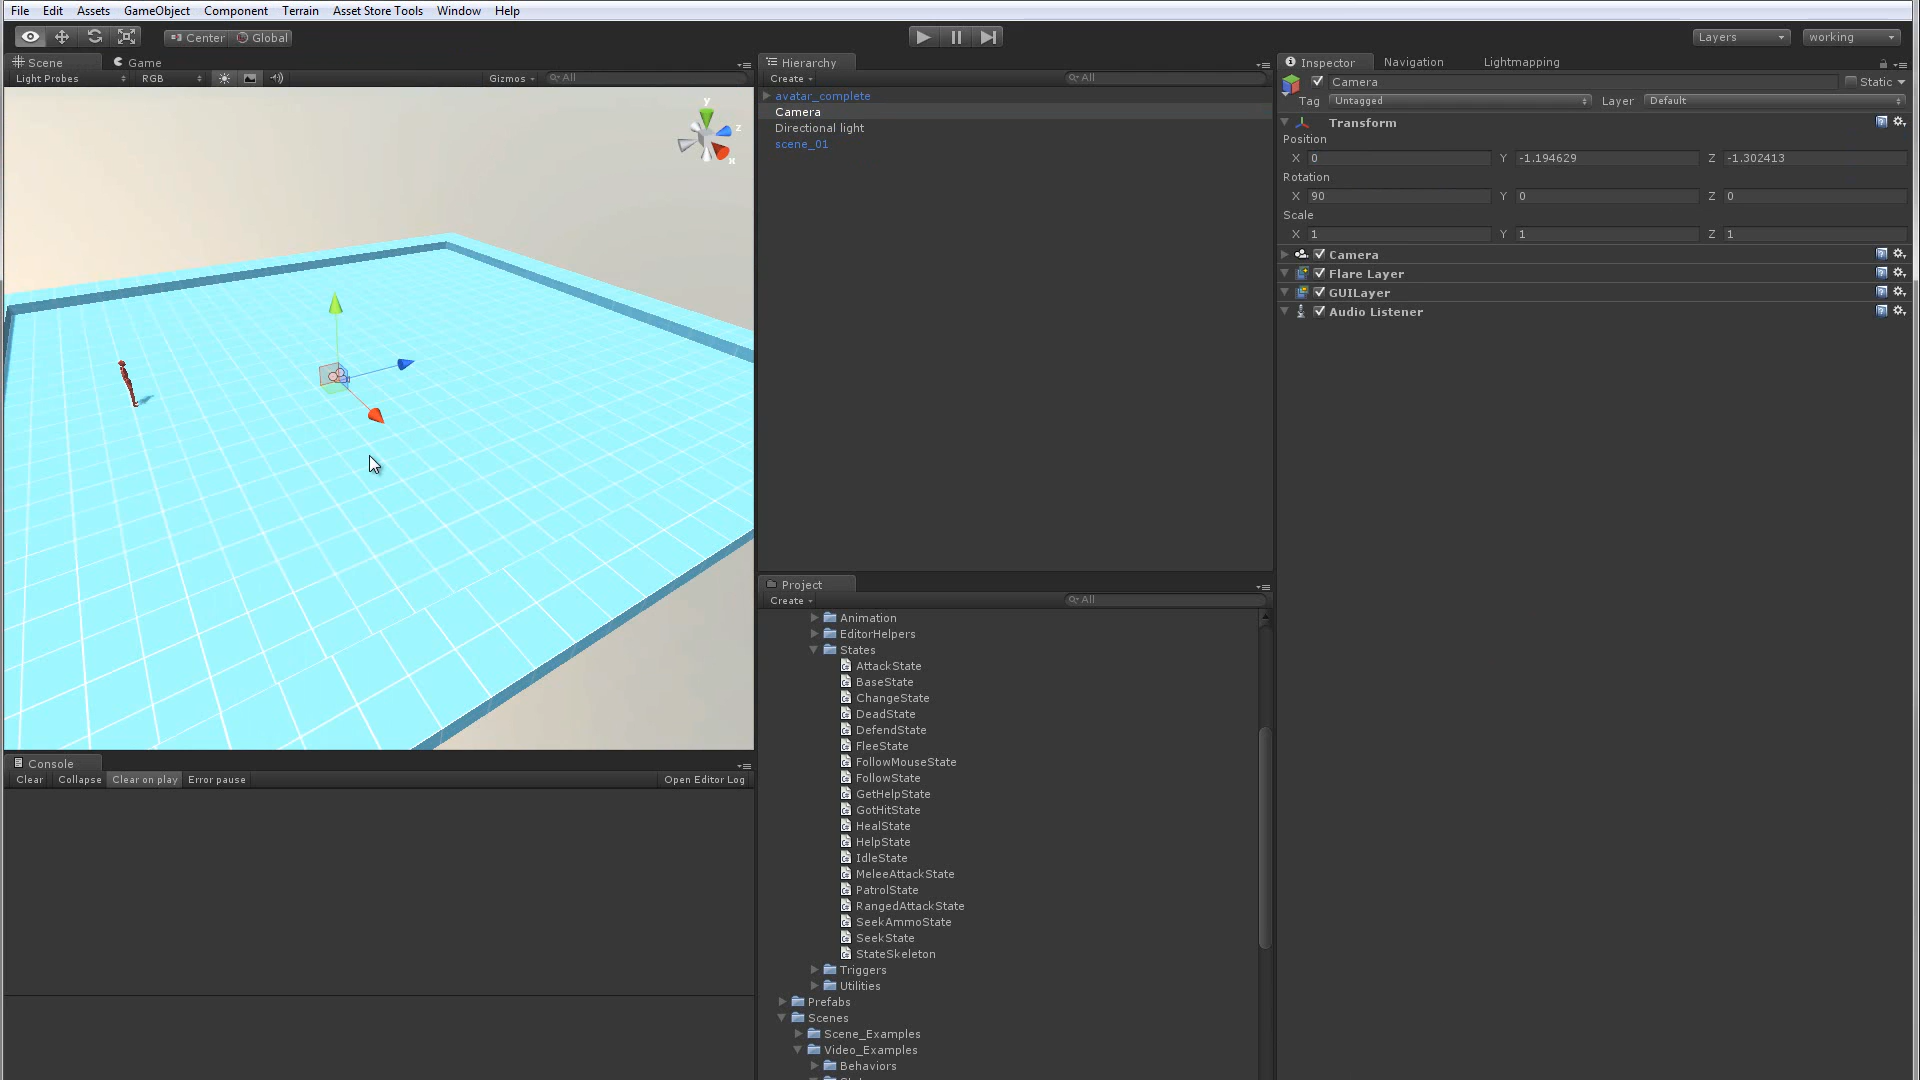 File Edit Assets GameObject Component Terrain Asset Store Tools Window Help
Center Global Layers working
Scene Game
Light Probes RGB Gizmos All
y
z
x
Console
Clear Collapse Clear on play Error pause Open Editor Log
Hierarchy
Create All
avatar_complete
Camera
Directional light
scene_01
Project
Create All
Animation
EditorHelpers
States
AttackState
BaseState
ChangeState
DeadState
DefendState
FleeState
FollowMouseState
FollowState
GetHelpState
GotHitState
HealState
HelpState
IdleState
MeleeAttackState
PatrolState
RangedAttackState
SeekAmmoState
SeekState
StateSkeleton
Triggers
Utilities
Prefabs
Scenes
Scene_Examples
Video_Examples
Behaviors
Inspector Navigation Lightmapping
Camera Static
Tag Untagged Layer Default
Transform
Position
X 0 Y -1.194629 Z -1.302413
Rotation
X 90 Y 0 Z 0
Scale
X 1 Y 1 Z 1
Camera
Flare Layer
GUILayer
Audio Listener